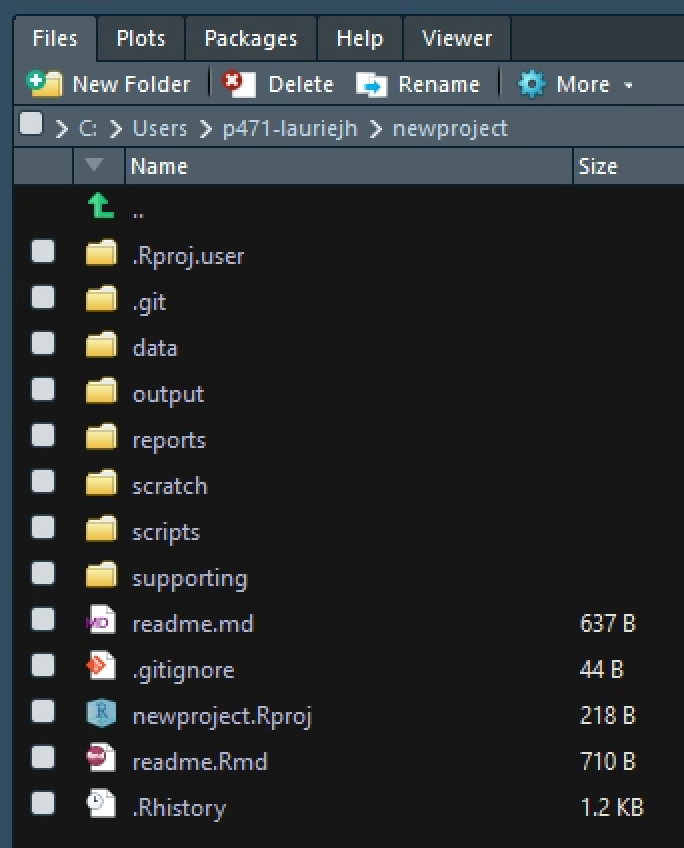 Files Plots Packages Help Viewer
New Folder Delete Rename More
C: Users p471-lauriejh newproject
Name Size
..
.Rproj.user
.git
data
output
reports
scratch
scripts
supporting
MD readme.md 637 B
.gitignore 44 B
R newproject.Rproj 218 B
readme.Rmd 710 B
.Rhistory 1.2 KB